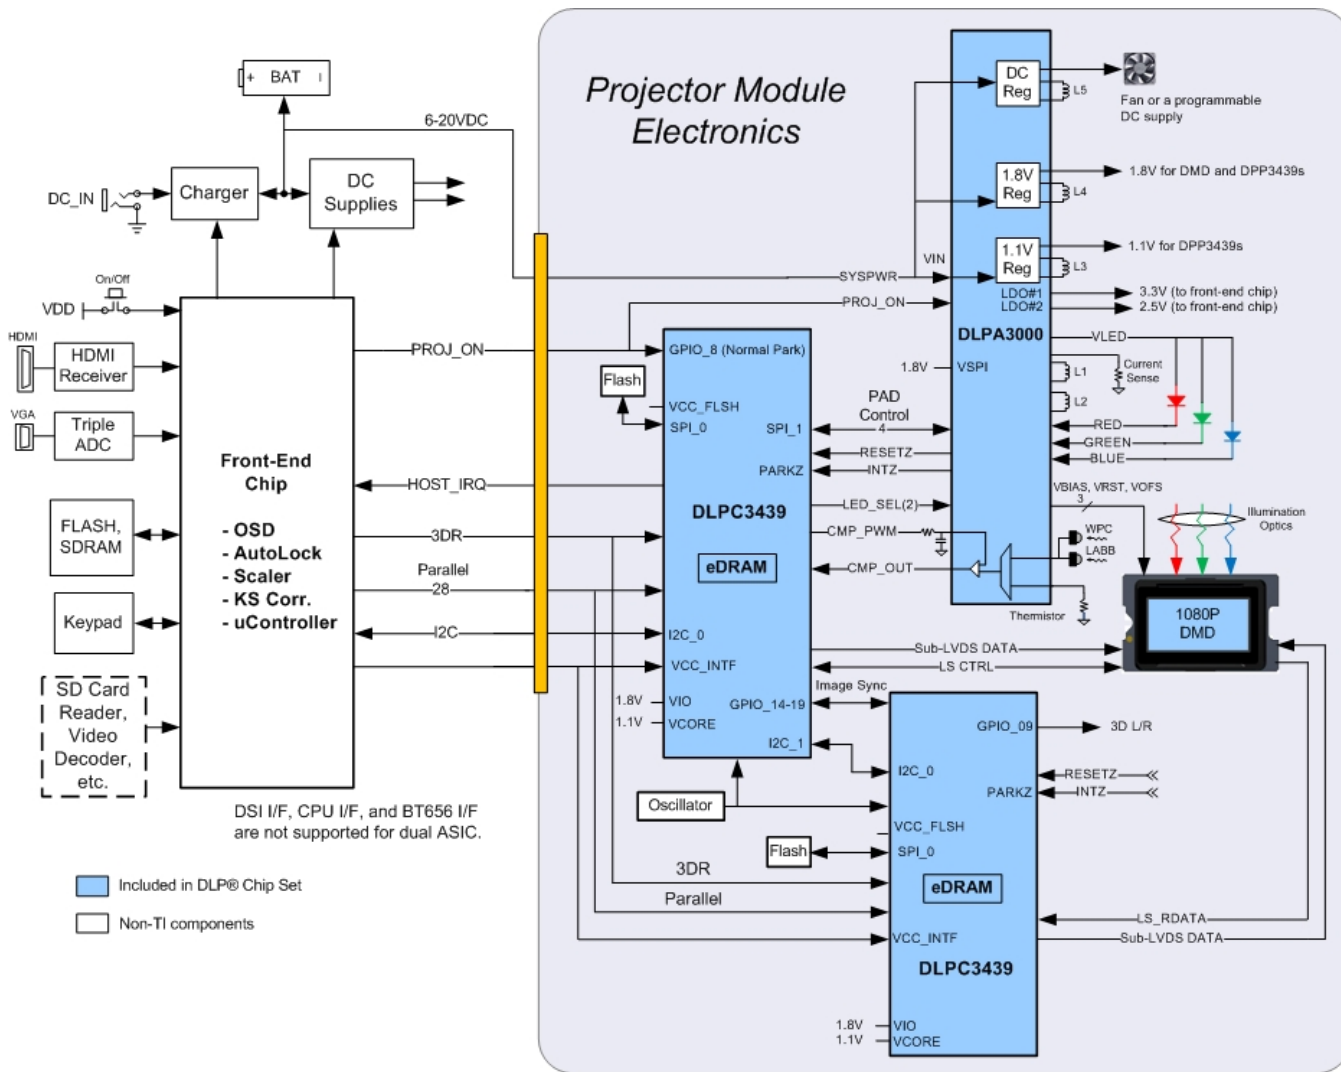 Projector Module
Electronics
+ BAT I
6-20VDC
Charger
DC
Supplies
DC_IN
On/Off
VDD
HDMI
HDMI
Receiver
VGA
Triple
ADC
FLASH,
SDRAM
Keypad
SD Card
Reader,
Video
Decoder,
etc.
Front-End
Chip
- OSD
- AutoLock
- Scaler
- KS Corr.
- uController
DSI I/F, CPU I/F, and BT656 I/F
are not supported for dual ASIC.
Included in DLP® Chip Set
Non-TI components
PROJ_ON
HOST_IRQ
3DR
Parallel
28
I2C
SYSPWR
PROJ_ON
VIN
GPIO_8 (Normal Park)
Flash
VCC_FLSH
SPI_0
SPI_1
PARKZ
DLPC3439
eDRAM
I2C_0
VCC_INTF
1.8V
VIO
1.1V
VCORE
GPIO_14-19
I2C_1
Oscillator
PAD
Control
4
RESETZ
INTZ
LED_SEL(2)
CMP_PWM
CMP_OUT
Sub-LVDS DATA
LS CTRL
Image Sync
DC
Reg
L5
Fan or a programmable
DC supply
1.8V
Reg
L4
1.8V for DMD and DPP3439s
1.1V
Reg
L3
1.1V for DPP3439s
LDO#1
3.3V (to front-end chip)
LDO#2
2.5V (to front-end chip)
DLPA3000
VLED
1.8V
VSPI
L1
Current
Sense
L2
RED
GREEN
BLUE
VBIAS, VRST, VOFS
3
Illumination
Optics
WPC
LABB
Thermistor
1080P
DMD
GPIO_09
3D L/R
I2C_0
RESETZ
PARKZ
INTZ
VCC_FLSH
Flash
SPI_0
3DR
eDRAM
Parallel
LS_RDATA
VCC_INTF
Sub-LVDS DATA
DLPC3439
1.8V
VIO
1.1V
VCORE